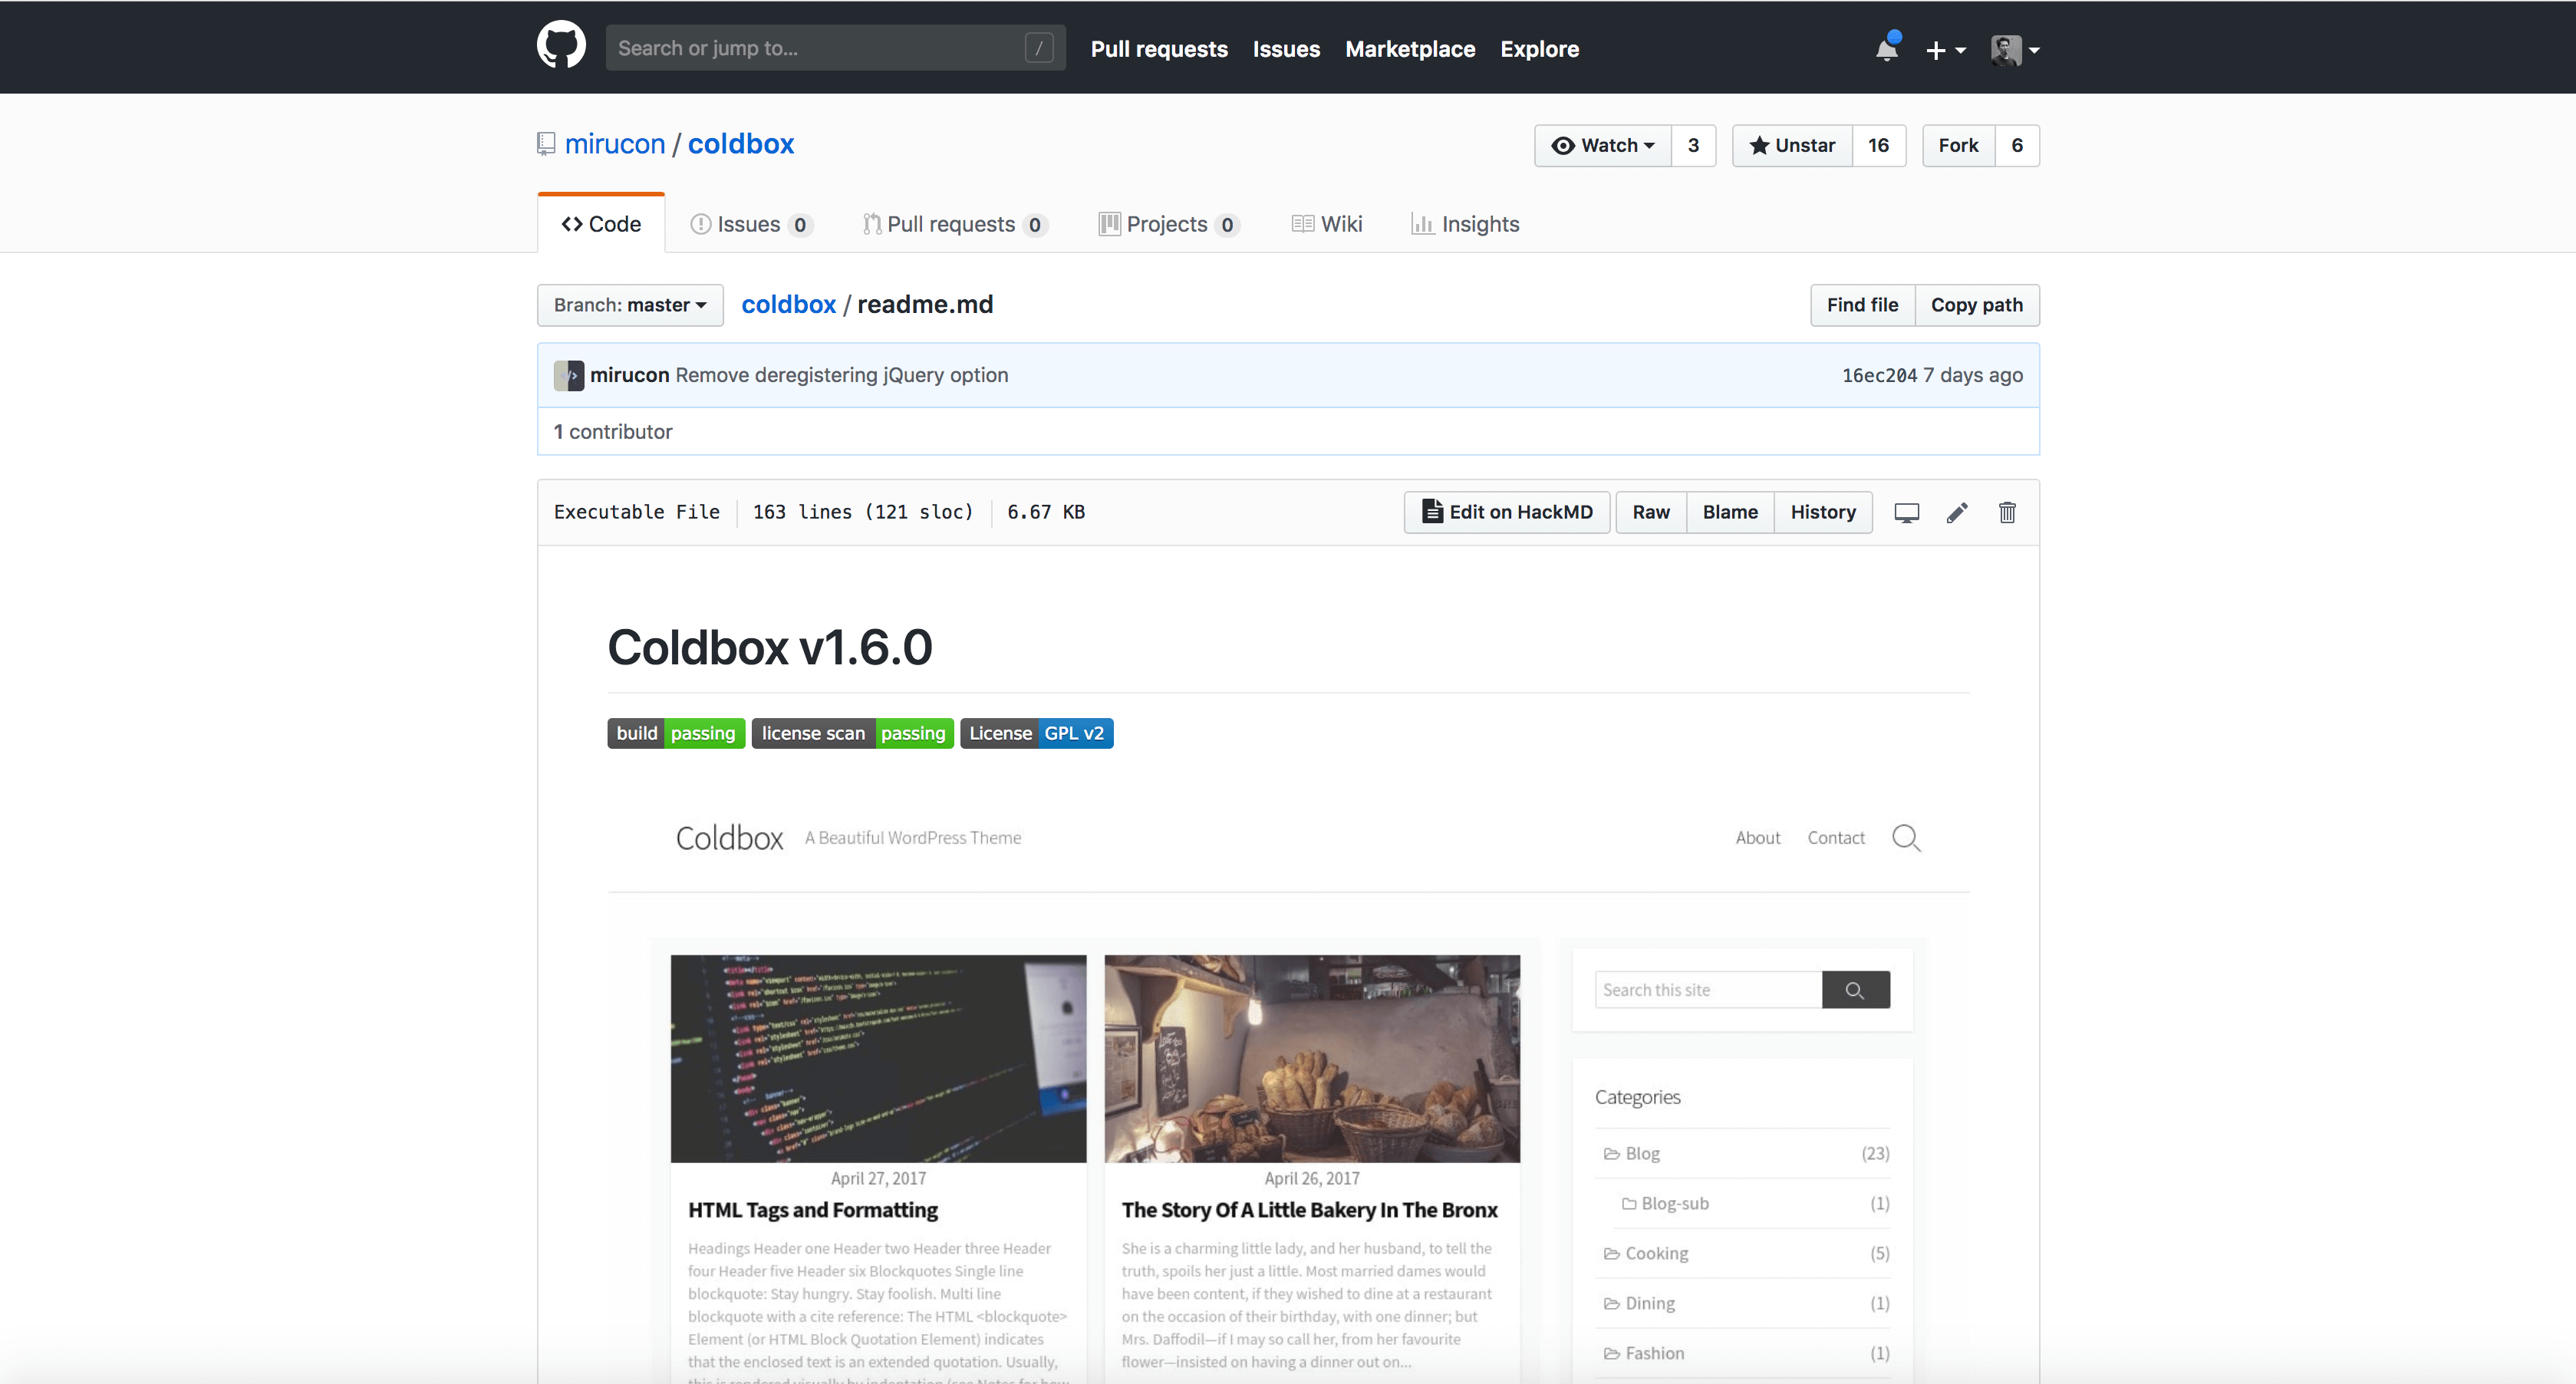 Search or jump to... /
Pull requests Issues Marketplace Explore
mirucon / coldbox
Watch 3 Unstar 16 Fork 6
Code Issues 0 Pull requests 0 Projects 0 Wiki Insights
Branch: master coldbox / readme.md Find file Copy path
mirucon Remove deregistering jQuery option 16ec204 7 days ago
1 contributor
Executable File 163 lines (121 sloc) 6.67 KB Edit on HackMD Raw Blame History
Coldbox v1.6.0
build passing license scan passing License GPL v2
Coldbox A Beautiful WordPress Theme About Contact
April 27, 2017
HTML Tags and Formatting
Headings Header one Header two Header three Header
four Header five Header six Blockquotes Single line
blockquote: Stay hungry. Stay foolish. Multi line
blockquote with a cite reference: The HTML <blockquote>
Element (or HTML Block Quotation Element) indicates
that the enclosed text is an extended quotation. Usually,
April 26, 2017
The Story Of A Little Bakery In The Bronx
She is a charming little lady, and her husband, to tell the
truth, spoils her just a little. Most married dames would
have been content, if they wished to dine at a restaurant
on the occasion of their birthday, with one dinner; but
Mrs. Daffodil—if I may so call her, from her favourite
flower—insisted on having a dinner out on...
Search this site
Categories
Blog (23)
Blog-sub (1)
Cooking (5)
Dining (1)
Fashion (1)